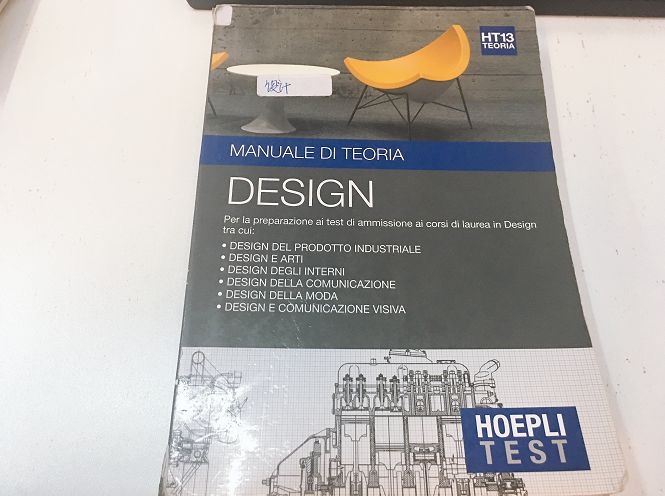 HT13
TEORIA
设计
MANUALE DI TEORIA
DESIGN
Per la preparazione ai test di ammissione ai corsi di laurea in Design
tra cui:
• DESIGN DEL PRODOTTO INDUSTRIALE
• DESIGN E ARTI
• DESIGN DEGLI INTERNI
• DESIGN DELLA COMUNICAZIONE
• DESIGN DELLA MODA
• DESIGN E COMUNICAZIONE VISIVA
HOEPLI
TEST